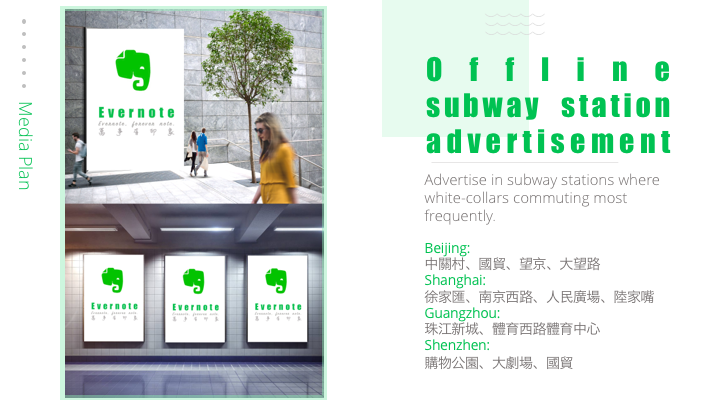 Media Plan
Evernote
Evernote, forever note.
Evernote
Evernote
Evernote
Offline
subway station
advertisement
Advertise in subway stations where
white-collars commuting most
frequently.
Beijing:
中關村、國貿、望京、大望路
Shanghai:
徐家匯、南京西路、人民廣場、陸家嘴
Guangzhou:
珠江新城、體育西路體育中心
Shenzhen:
購物公園、大劇場、國貿